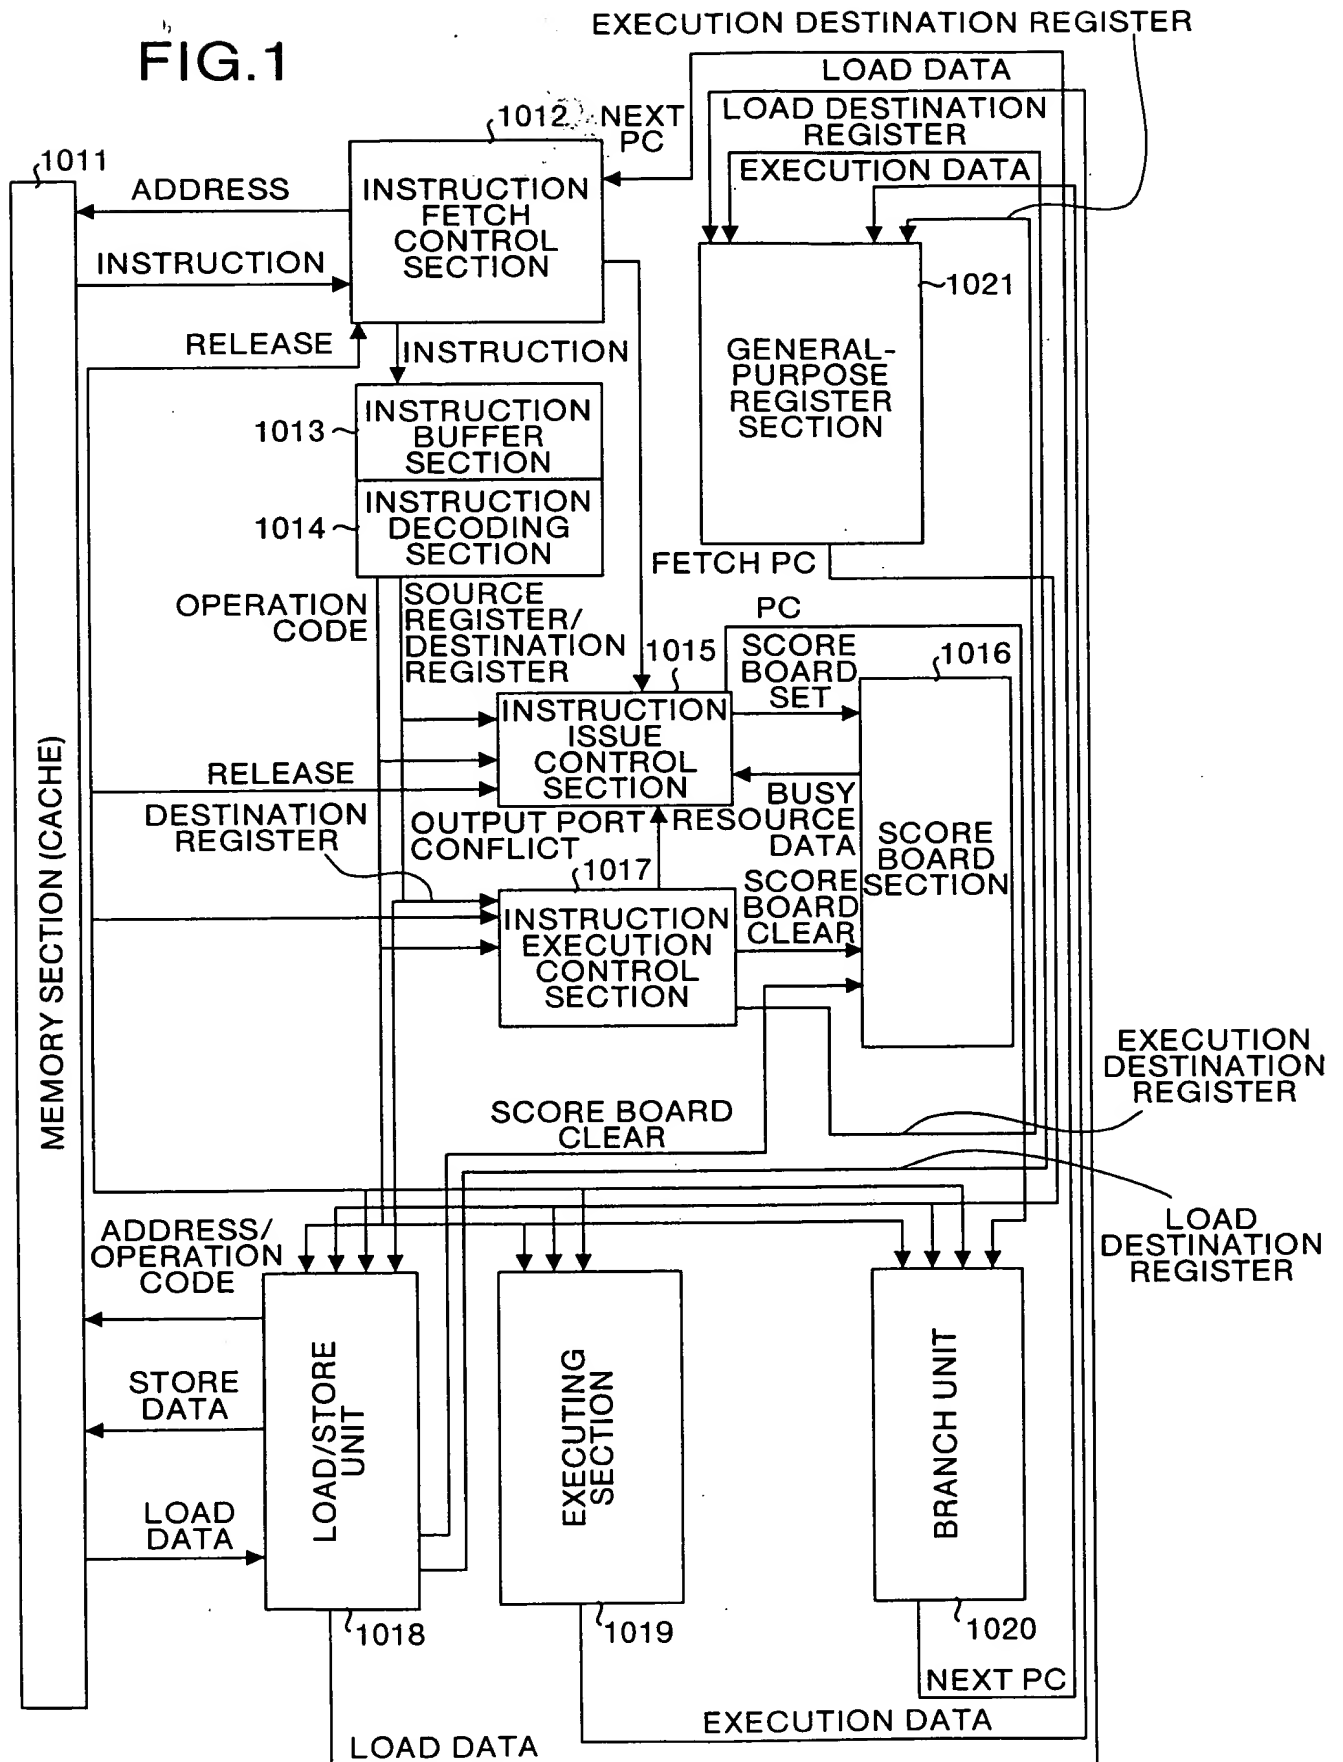 FIG.1
EXECUTION DESTINATION REGISTER
LOAD DATA
1012
NEXT
PC
LOAD DESTINATION
REGISTER
EXECUTION DATA
1011
ADDRESS
INSTRUCTION
FETCH
CONTROL
SECTION
INSTRUCTION
1021
RELEASE
INSTRUCTION
GENERAL-
PURPOSE
REGISTER
SECTION
1013
INSTRUCTION
BUFFER
SECTION
1014
INSTRUCTION
DECODING
SECTION
FETCH PC
OPERATION
CODE
SOURCE
REGISTER/
DESTINATION
REGISTER
PC
1015
SCORE
BOARD
SET
1016
INSTRUCTION
ISSUE
CONTROL
SECTION
RELEASE
DESTINATION
REGISTER
OUTPUT PORT
CONFLICT
BUSY
RESOURCE
DATA
SCORE
BOARD
SECTION
MEMORY SECTION (CACHE)
1017
SCORE
BOARD
CLEAR
INSTRUCTION
EXECUTION
CONTROL
SECTION
EXECUTION
DESTINATION
REGISTER
SCORE BOARD
CLEAR
LOAD
DESTINATION
REGISTER
ADDRESS/
OPERATION
CODE
STORE
DATA
LOAD
DATA
LOAD/STORE
UNIT
EXECUTING
SECTION
BRANCH UNIT
1018
1019
1020
NEXT PC
EXECUTION DATA
LOAD DATA